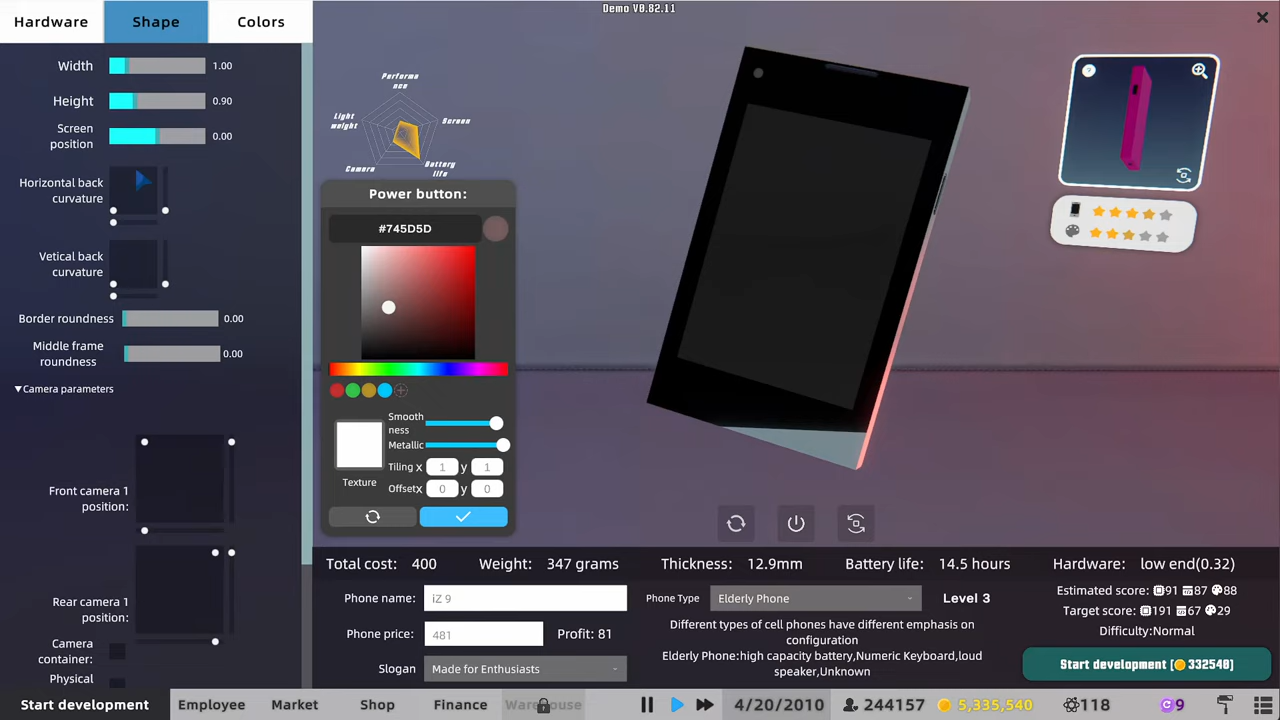 Demo V0.82.11
Hardware
Shape
Colors
Width
1.00
Height
0.90
Screen
position
0.00
Horizontal back
curvature
Vetical back
curvature
Border roundness
0.00
Middle frame
roundness
0.00
▼Camera parameters
Front camera 1
position:
Rear camera 1
position:
Camera
container:
Physical
Performa
nce
Light
weight
Screen
Camera
Battery
life
Power button:
#745D5D
Smooth
ness
Metallic
Texture
Tiling x 1 y 1
Offset x 0 y 0
?
Total cost: 400
Weight: 347 grams
Thickness: 12.9mm
Battery life: 14.5 hours
Hardware: low end(0.32)
Phone name:
iZ 9
Phone price:
481
Profit: 81
Slogan
Made for Enthusiasts
Phone Type
Elderly Phone
Level 3
Different types of cell phones have different emphasis on
configuration
Elderly Phone:high capacity battery,Numeric Keyboard,loud
speaker,Unknown
Estimated score: 91 87 88
Target score: 191 67 29
Difficulty:Normal
Start development [332540]
Start development
Employee
Market
Shop
Finance
Warehouse
4/20/2010
244157
5,335,540
118
9